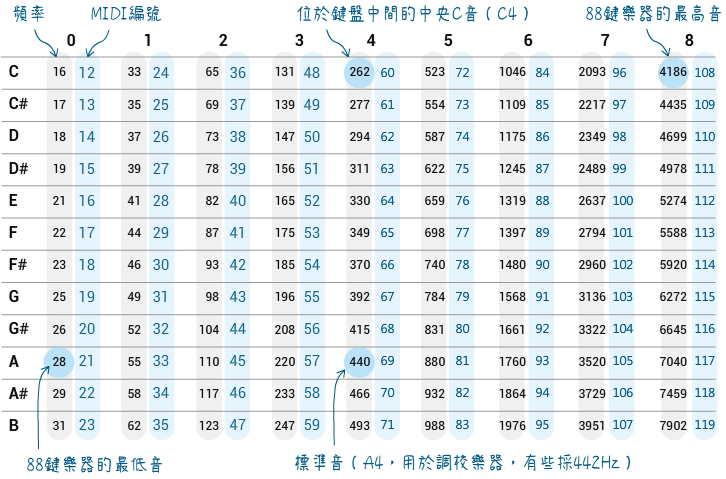 頻率 MIDI編號 位於鍵盤中間的中央C音（C4） 88鍵樂器的最高音
0 1 2 3 4 5 6 7 8
C 16 12 33 24 65 36 131 48 262 60 523 72 1046 84 2093 96 4186 108
C# 17 13 35 25 69 37 139 49 277 61 554 73 1109 85 2217 97 4435 109
D 18 14 37 26 73 38 147 50 294 62 587 74 1175 86 2349 98 4699 110
D# 19 15 39 27 78 39 156 51 311 63 622 75 1245 87 2489 99 4978 111
E 21 16 41 28 82 40 165 52 330 64 659 76 1319 88 2637 100 5274 112
F 22 17 44 29 87 41 175 53 349 65 698 77 1397 89 2794 101 5588 113
F# 23 18 46 30 93 42 185 54 370 66 740 78 1480 90 2960 102 5920 114
G 25 19 49 31 98 43 196 55 392 67 784 79 1568 91 3136 103 6272 115
G# 26 20 52 32 104 44 208 56 415 68 831 80 1661 92 3322 104 6645 116
A 28 21 55 33 110 45 220 57 440 69 880 81 1760 93 3520 105 7040 117
A# 29 22 58 34 117 46 233 58 466 70 932 82 1864 94 3729 106 7459 118
B 31 23 62 35 123 47 247 59 493 71 988 83 1976 95 3951 107 7902 119
88鍵樂器的最低音 標準音（A4，用於調校樂器，有些採442Hz）